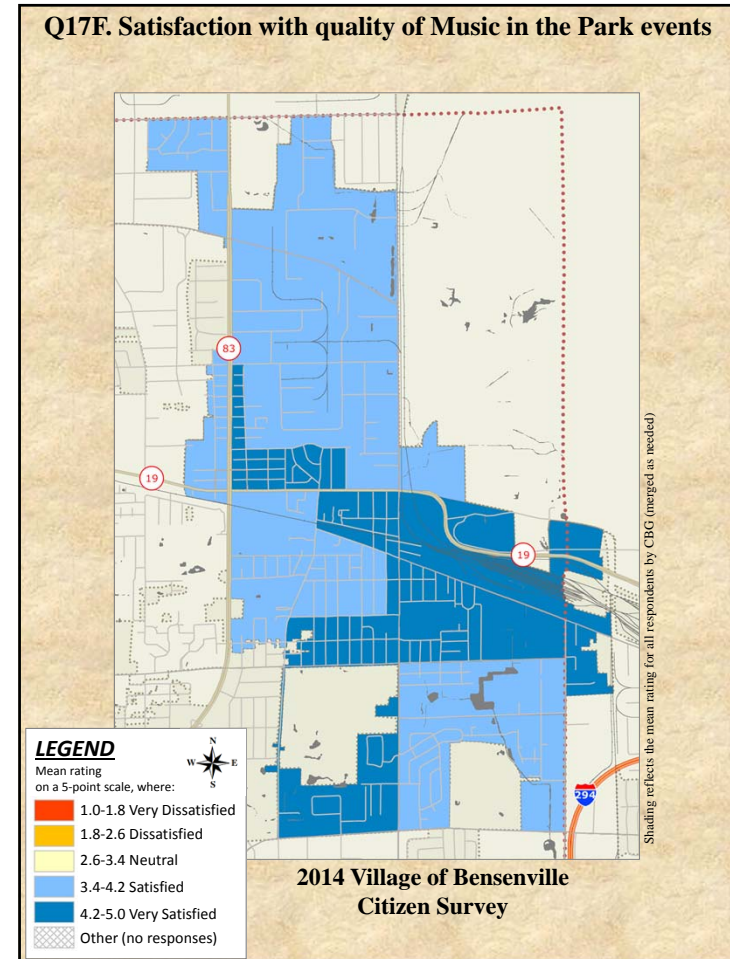 Q17F. Satisfaction with quality of Music in the Park events
83
19
19
294
Shading reflects the mean rating for all respondents by CBG (merged as needed)
LEGEND
N
W E
S
Mean rating
on a 5-point scale, where:
1.0-1.8 Very Dissatisfied
1.8-2.6 Dissatisfied
2.6-3.4 Neutral
3.4-4.2 Satisfied
4.2-5.0 Very Satisfied
Other (no responses)
2014 Village of Bensenville
Citizen Survey